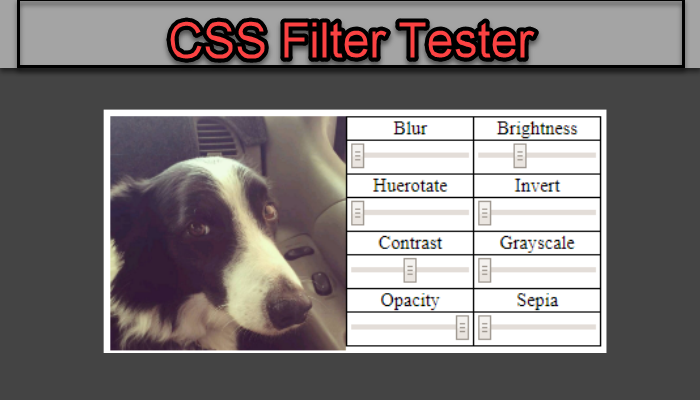 CSS Filter Tester
Blur Brightness
Huerotate Invert
Contrast Grayscale
Opacity Sepia